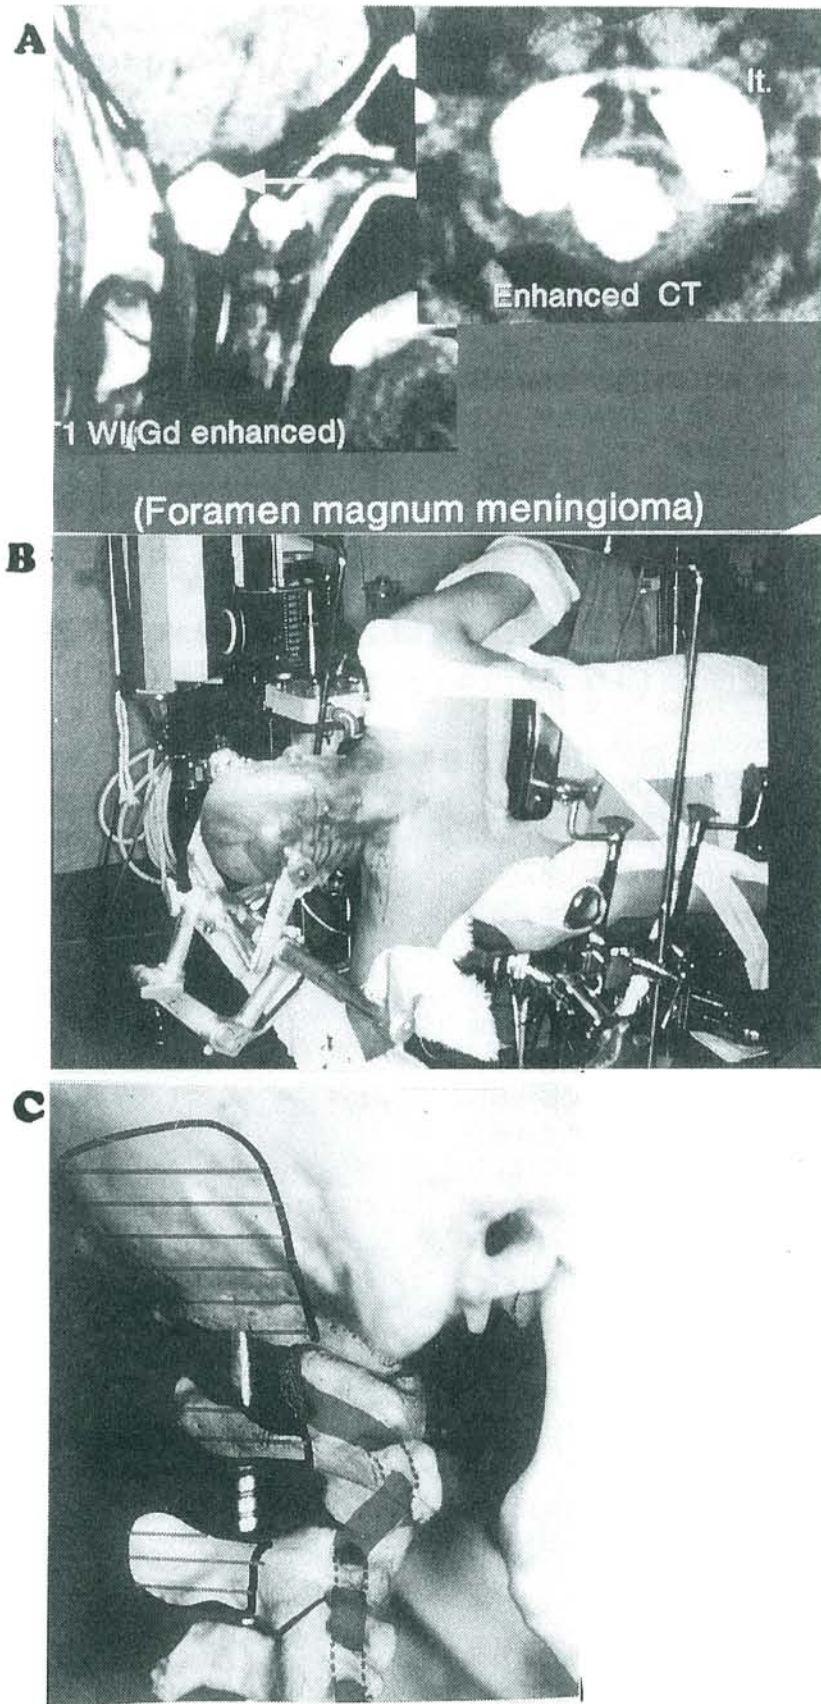 A
lt.
Enhanced CT
T1 WI(Gd enhanced)
(Foramen magnum meningioma)
B
C